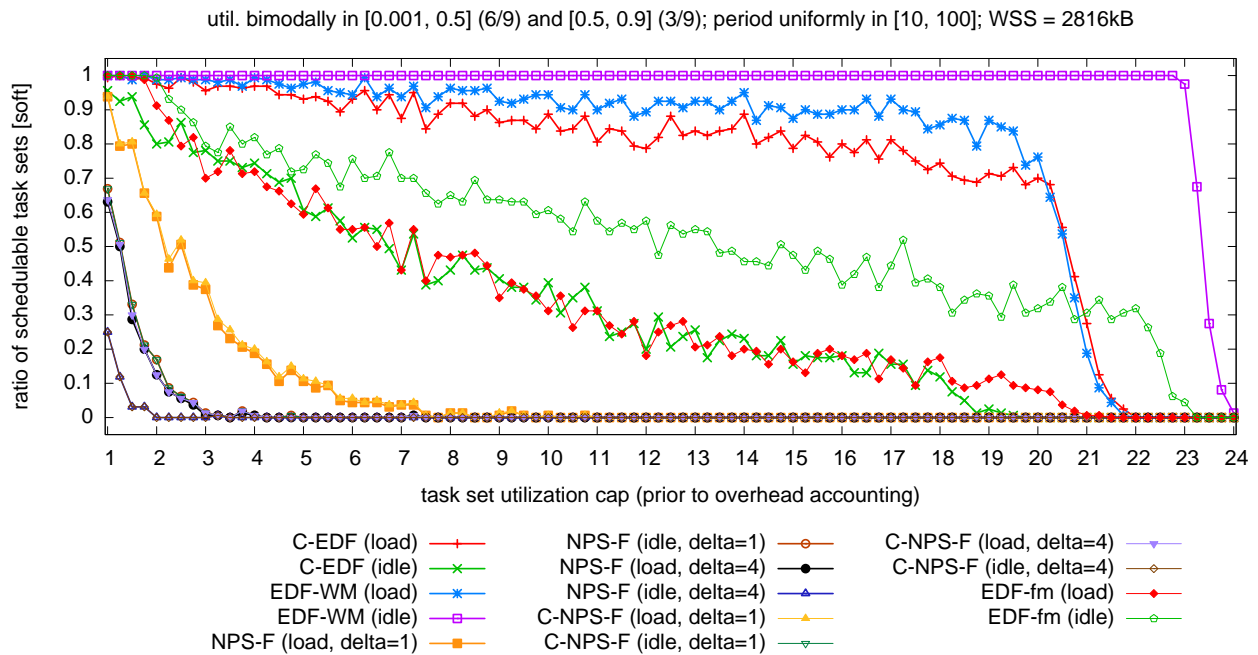 util. bimodally in [0.001, 0.5] (6/9) and [0.5, 0.9] (3/9); period uniformly in [10, 100]; WSS = 2816kB
ratio of schedulable task sets [soft]
1
0.9
0.8
0.7
0.6
0.5
0.4
0.3
0.2
0.1
0
1 2 3 4 5 6 7 8 9 10 11 12 13 14 15 16 17 18 19 20 21 22 23 24
task set utilization cap (prior to overhead accounting)
C-EDF (load)
C-EDF (idle)
EDF-WM (load)
EDF-WM (idle)
NPS-F (load, delta=1)
NPS-F (idle, delta=1)
NPS-F (load, delta=4)
NPS-F (idle, delta=4)
C-NPS-F (load, delta=1)
C-NPS-F (idle, delta=1)
C-NPS-F (load, delta=4)
C-NPS-F (idle, delta=4)
EDF-fm (load)
EDF-fm (idle)